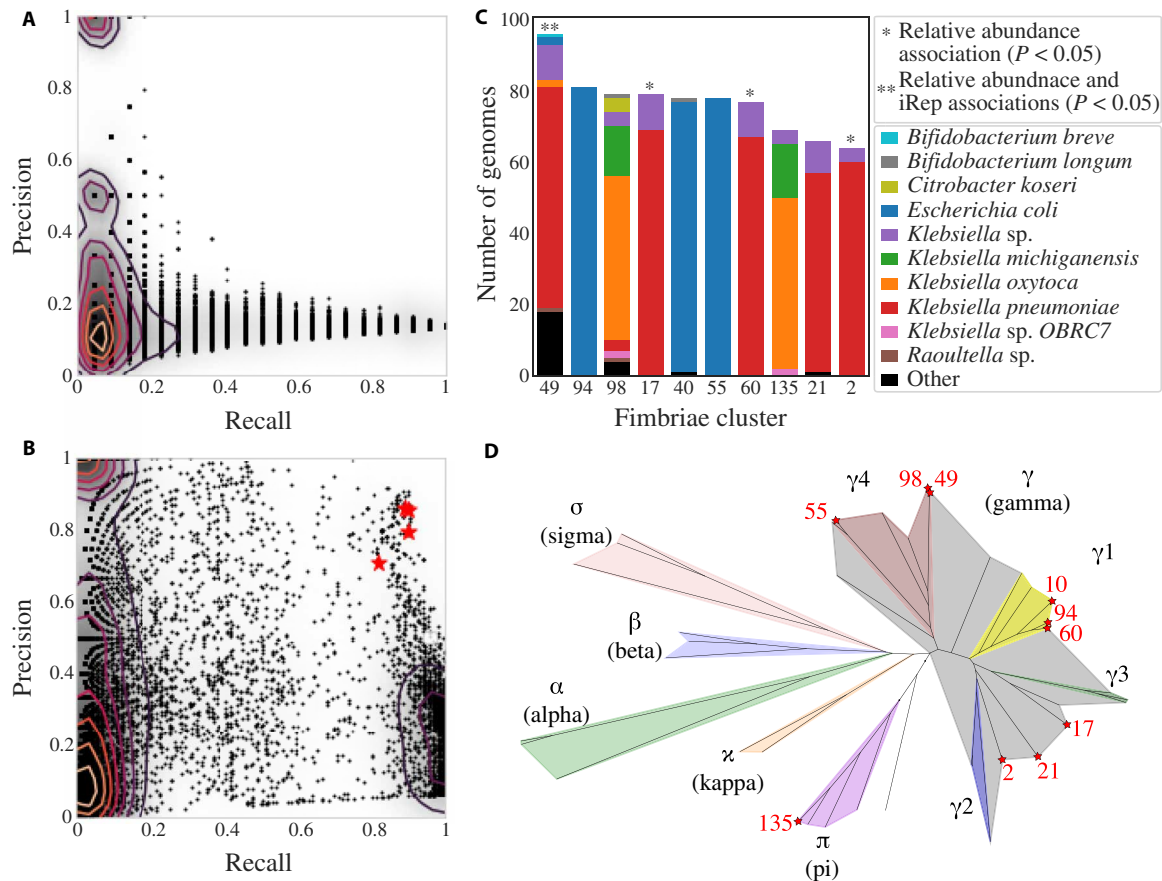 A
1
0.8
0.6
0.4
0.2
0
Precision
0
0.2
0.4
0.6
0.8
1
Recall
B
1
0.8
0.6
0.4
0.2
0
Precision
0
0.2
0.4
0.6
0.8
1
Recall
C
100
80
60
40
20
0
Number of genomes
**
*
*
*
49 94 98 17 40 55 60 135 21 2
Fimbriae cluster
* Relative abundance
association (P < 0.05)
** Relative abundnace and
iRep associations (P < 0.05)
Bifidobacterium breve
Bifidobacterium longum
Citrobacter koseri
Escherichia coli
Klebsiella sp.
Klebsiella michiganensis
Klebsiella oxytoca
Klebsiella pneumoniae
Klebsiella sp. OBRC7
Raoultella sp.
Other
D
σ
(sigma)
β
(beta)
α
(alpha)
ϰ
(kappa)
135
π
(pi)
γ4
55
98 49
γ
(gamma)
γ1
10
94
60
γ3
17
21
2
γ2